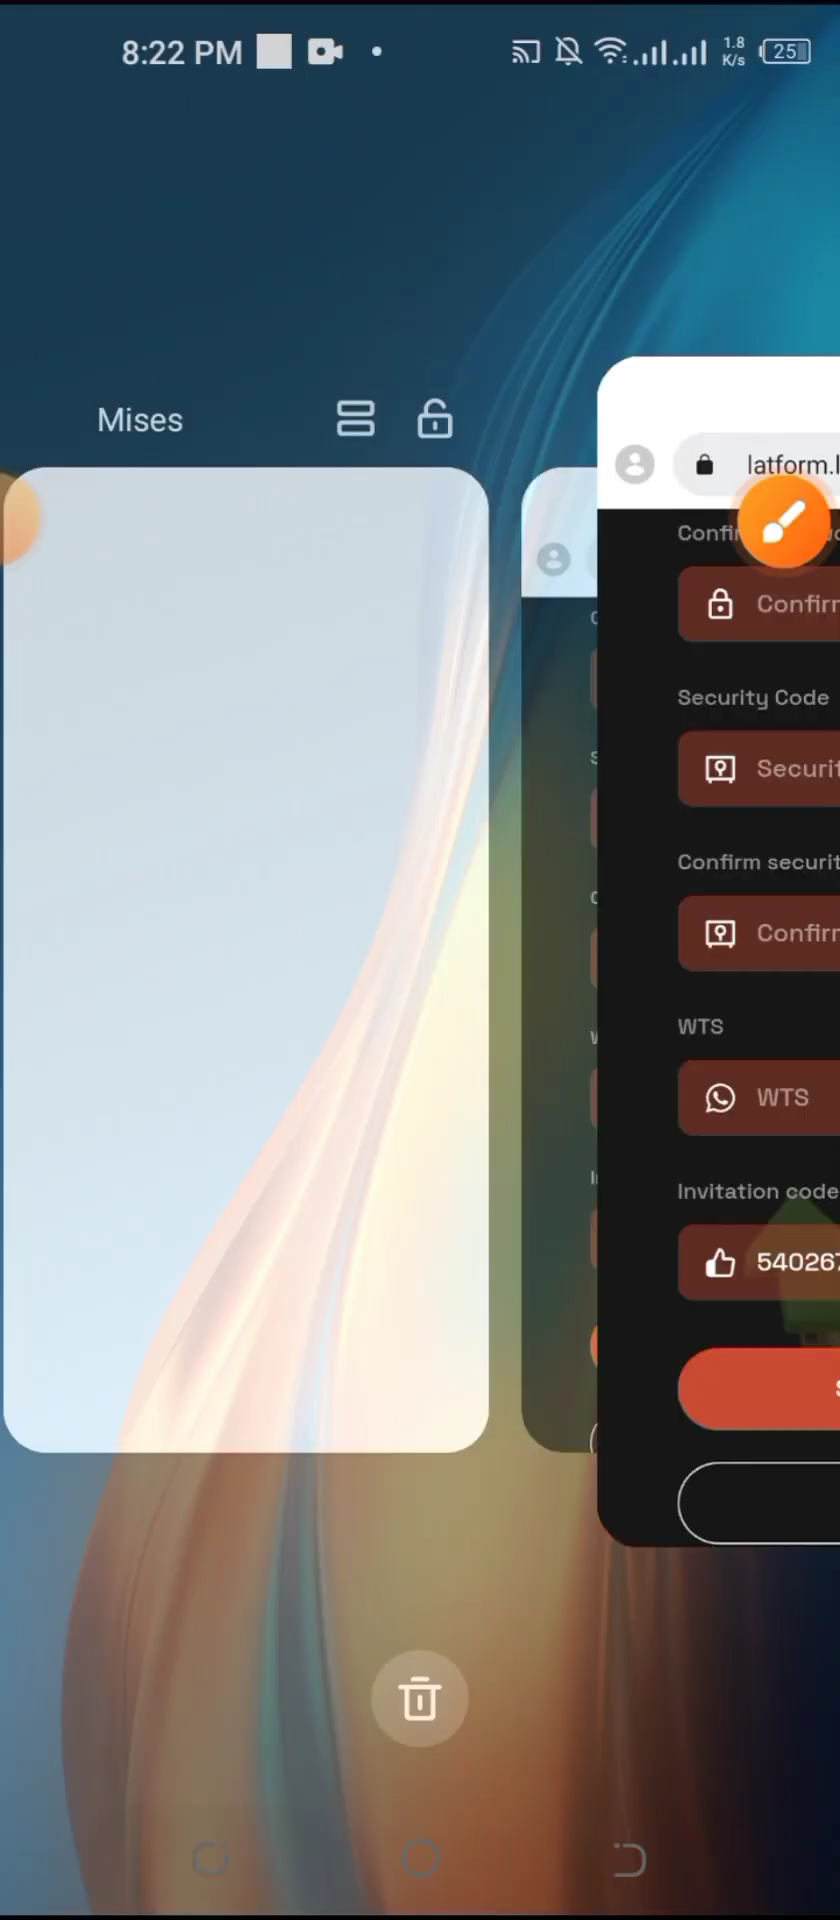 8:22 PM
1.8
K/s
25
Mises
latform.l
Confi
Confir
Security Code
Securit
Confirm securit
Confirm
WTS
WTS
Invitation code
540267